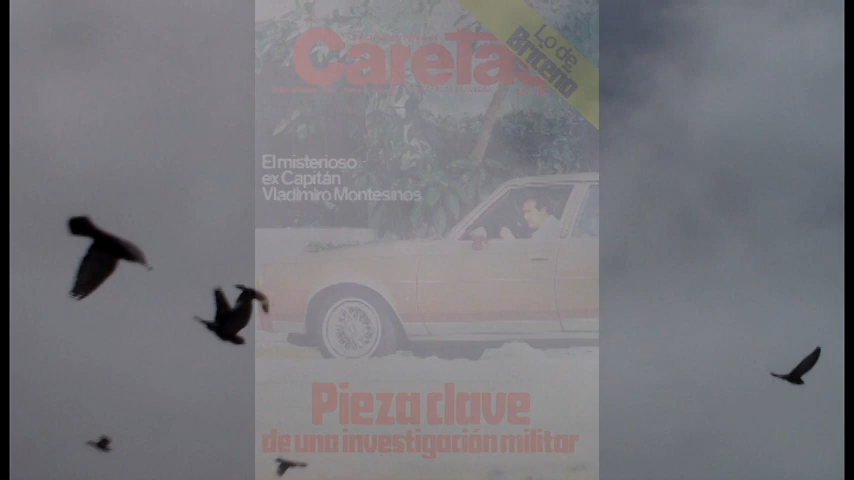 CareTas
Lo de
Briceño
El misterioso
ex Capitán
Vladimiro Montesinos
Pieza clave
de una investigación militar